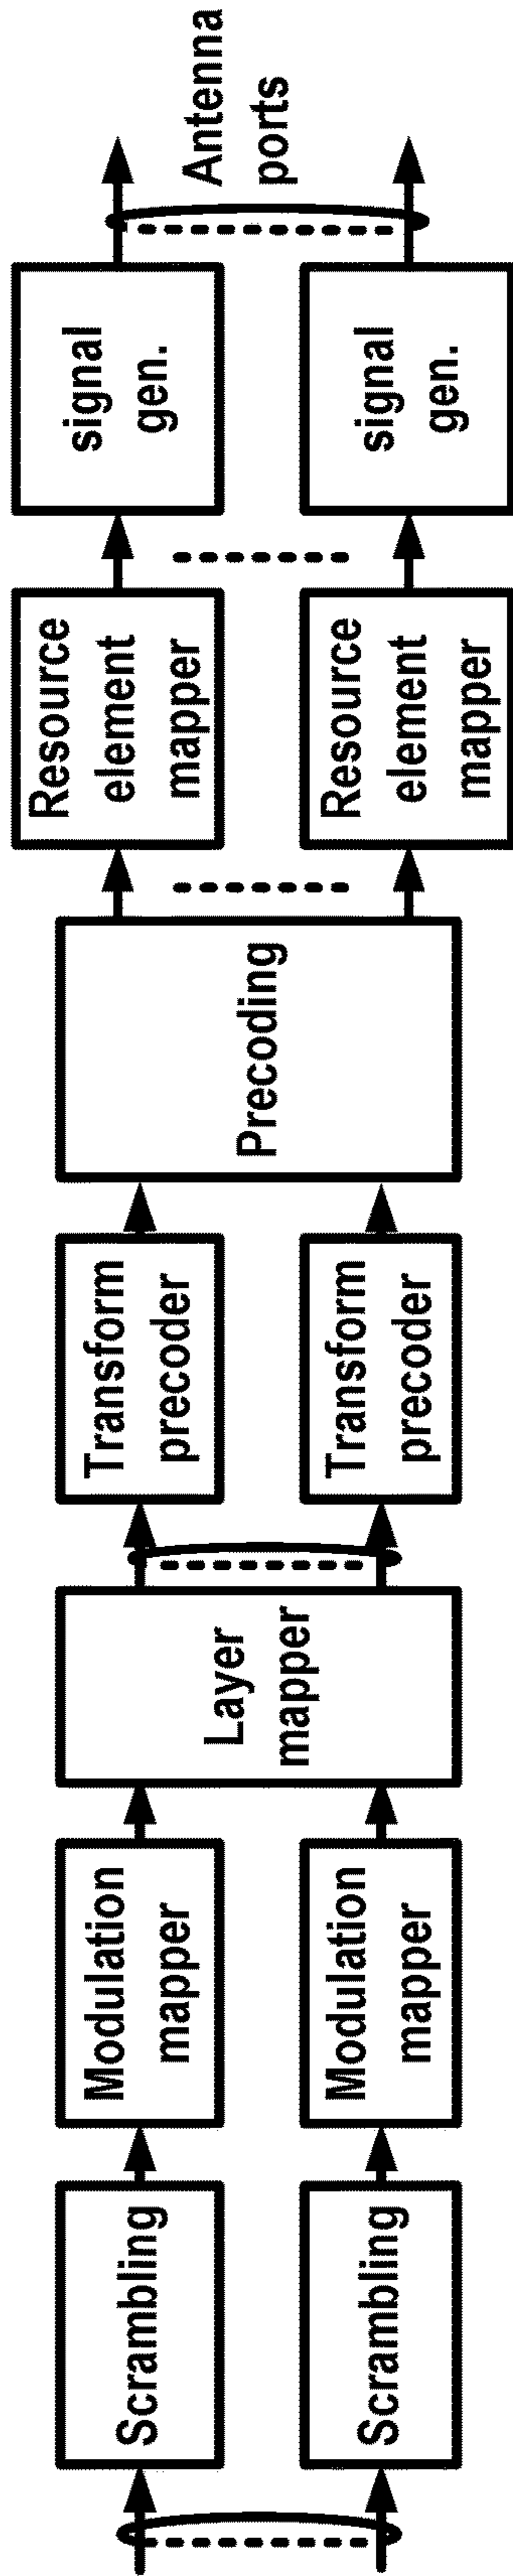 Scrambling
Scrambling
Modulation
mapper
Modulation
mapper
Layer
mapper
Transform
precoder
Transform
precoder
Precoding
Resource
element
mapper
Resource
element
mapper
signal
gen.
signal
gen.
Antenna
ports